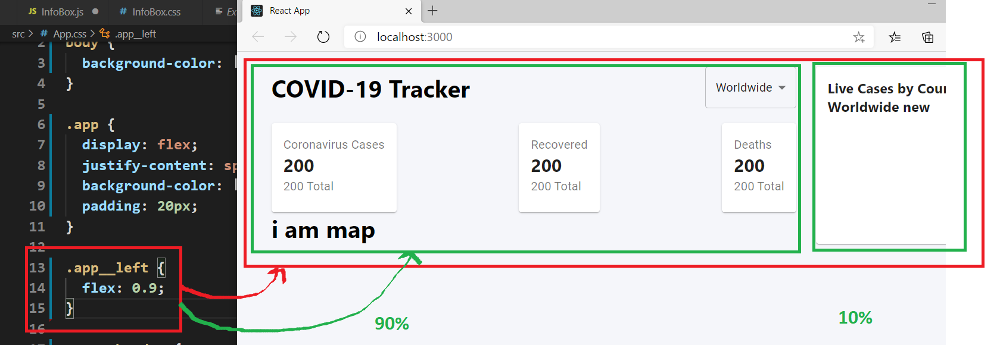 InfoBox.js
InfoBox.css
Ex
React App
src > App.css > .app__left
localhost:3000
2 body {
3 background-color:
4 }
5
6 .app {
7 display: flex;
8 justify-content: sp
9 background-color:
10 padding: 20px;
11 }
12
13 .app__left {
14 flex: 0.9;
15 }
16
COVID-19 Tracker
Worldwide
Live Cases by Coun
Worldwide new
Coronavirus Cases
200
200 Total
Recovered
200
200 Total
Deaths
200
200 Total
i am map
90%
10%